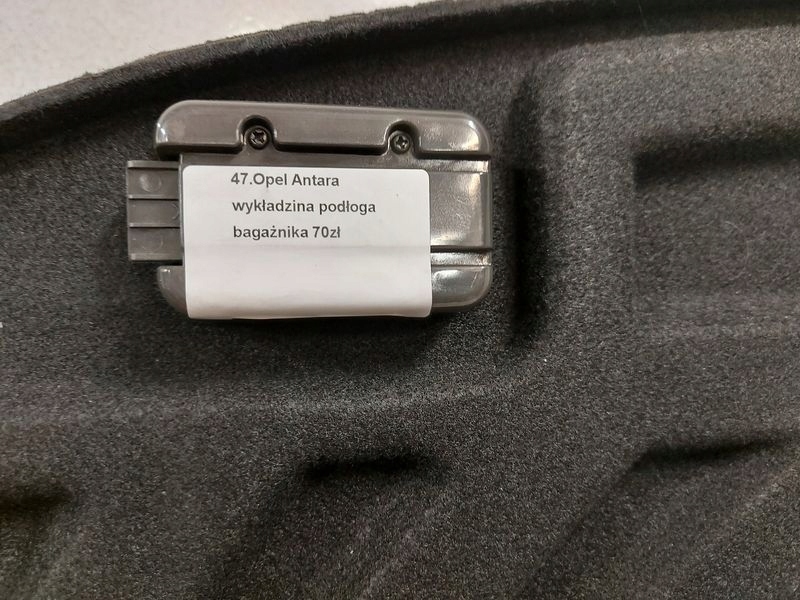 47.Opel Antara
wykładzina podłoga
bagażnika 70zł